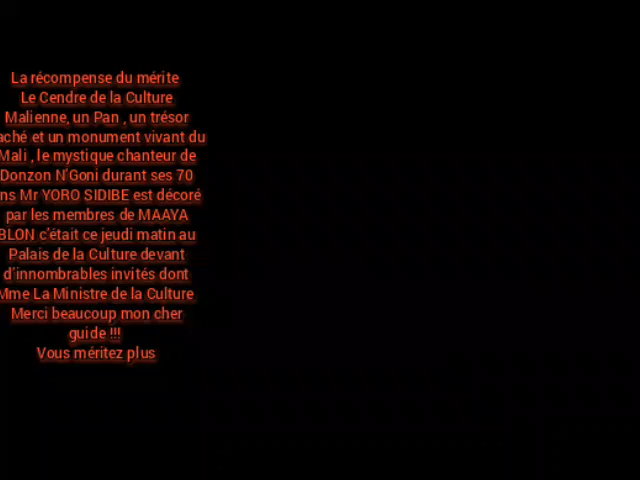 La récompense du mérite
Le Cendre de la Culture
Malienne, un Pan , un trésor
aché et un monument vivant du
Mali , le mystique chanteur de
Donzon N'Goni durant ses 70
ns Mr YORO SIDIBE est décoré
par les membres de MAAYA
BLON c'était ce jeudi matin au
Palais de la Culture devant
d'innombrables invités dont
Mme La Ministre de la Culture
Merci beaucoup mon cher
guide !!!
Vous méritez plus